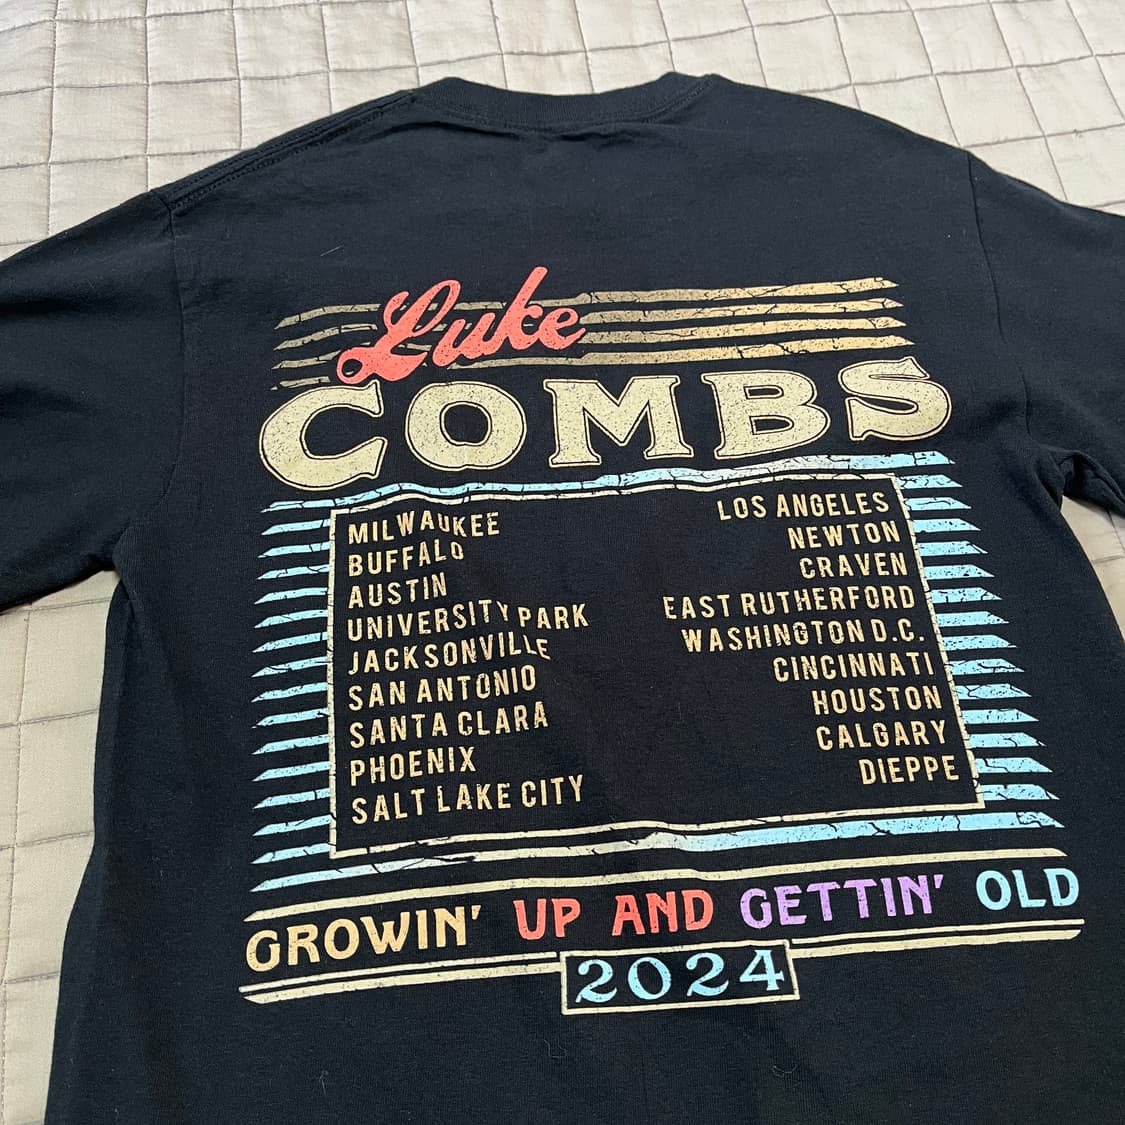 Luke
COMBS
MILWAUKEE
BUFFALO
AUSTIN
UNIVERSITY PARK
JACKSONVILLE
SAN ANTONIO
SANTA CLARA
PHOENIX
SALT LAKE CITY
LOS ANGELES
NEWTON
CRAVEN
EAST RUTHERFORD
WASHINGTON D.C.
CINCINNATI
HOUSTON
CALGARY
DIEPPE
GROWIN' UP AND GETTIN' OLD
2024